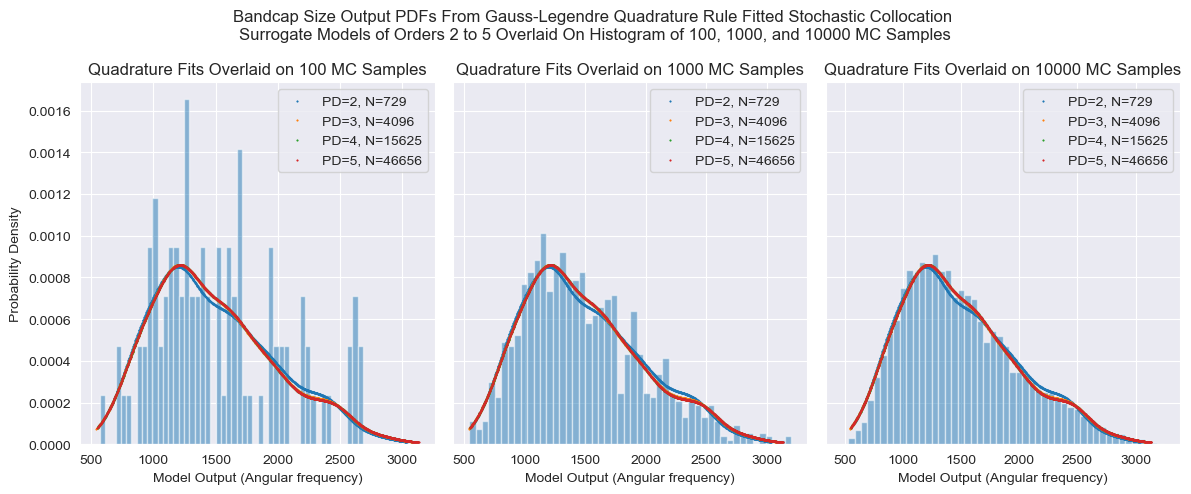 Bandcap Size Output PDFs From Gauss-Legendre Quadrature Rule Fitted Stochastic Collocation
Surrogate Models of Orders 2 to 5 Overlaid On Histogram of 100, 1000, and 10000 MC Samples
Quadrature Fits Overlaid on 100 MC Samples
PD=2, N=729
PD=3, N=4096
PD=4, N=15625
PD=5, N=46656
0.0016
0.0014
0.0012
0.0010
0.0008
0.0006
0.0004
0.0002
0.0000
Probability Density
500 1000 1500 2000 2500 3000
Model Output (Angular frequency)
Quadrature Fits Overlaid on 1000 MC Samples
PD=2, N=729
PD=3, N=4096
PD=4, N=15625
PD=5, N=46656
500 1000 1500 2000 2500 3000
Model Output (Angular frequency)
Quadrature Fits Overlaid on 10000 MC Samples
PD=2, N=729
PD=3, N=4096
PD=4, N=15625
PD=5, N=46656
500 1000 1500 2000 2500 3000
Model Output (Angular frequency)